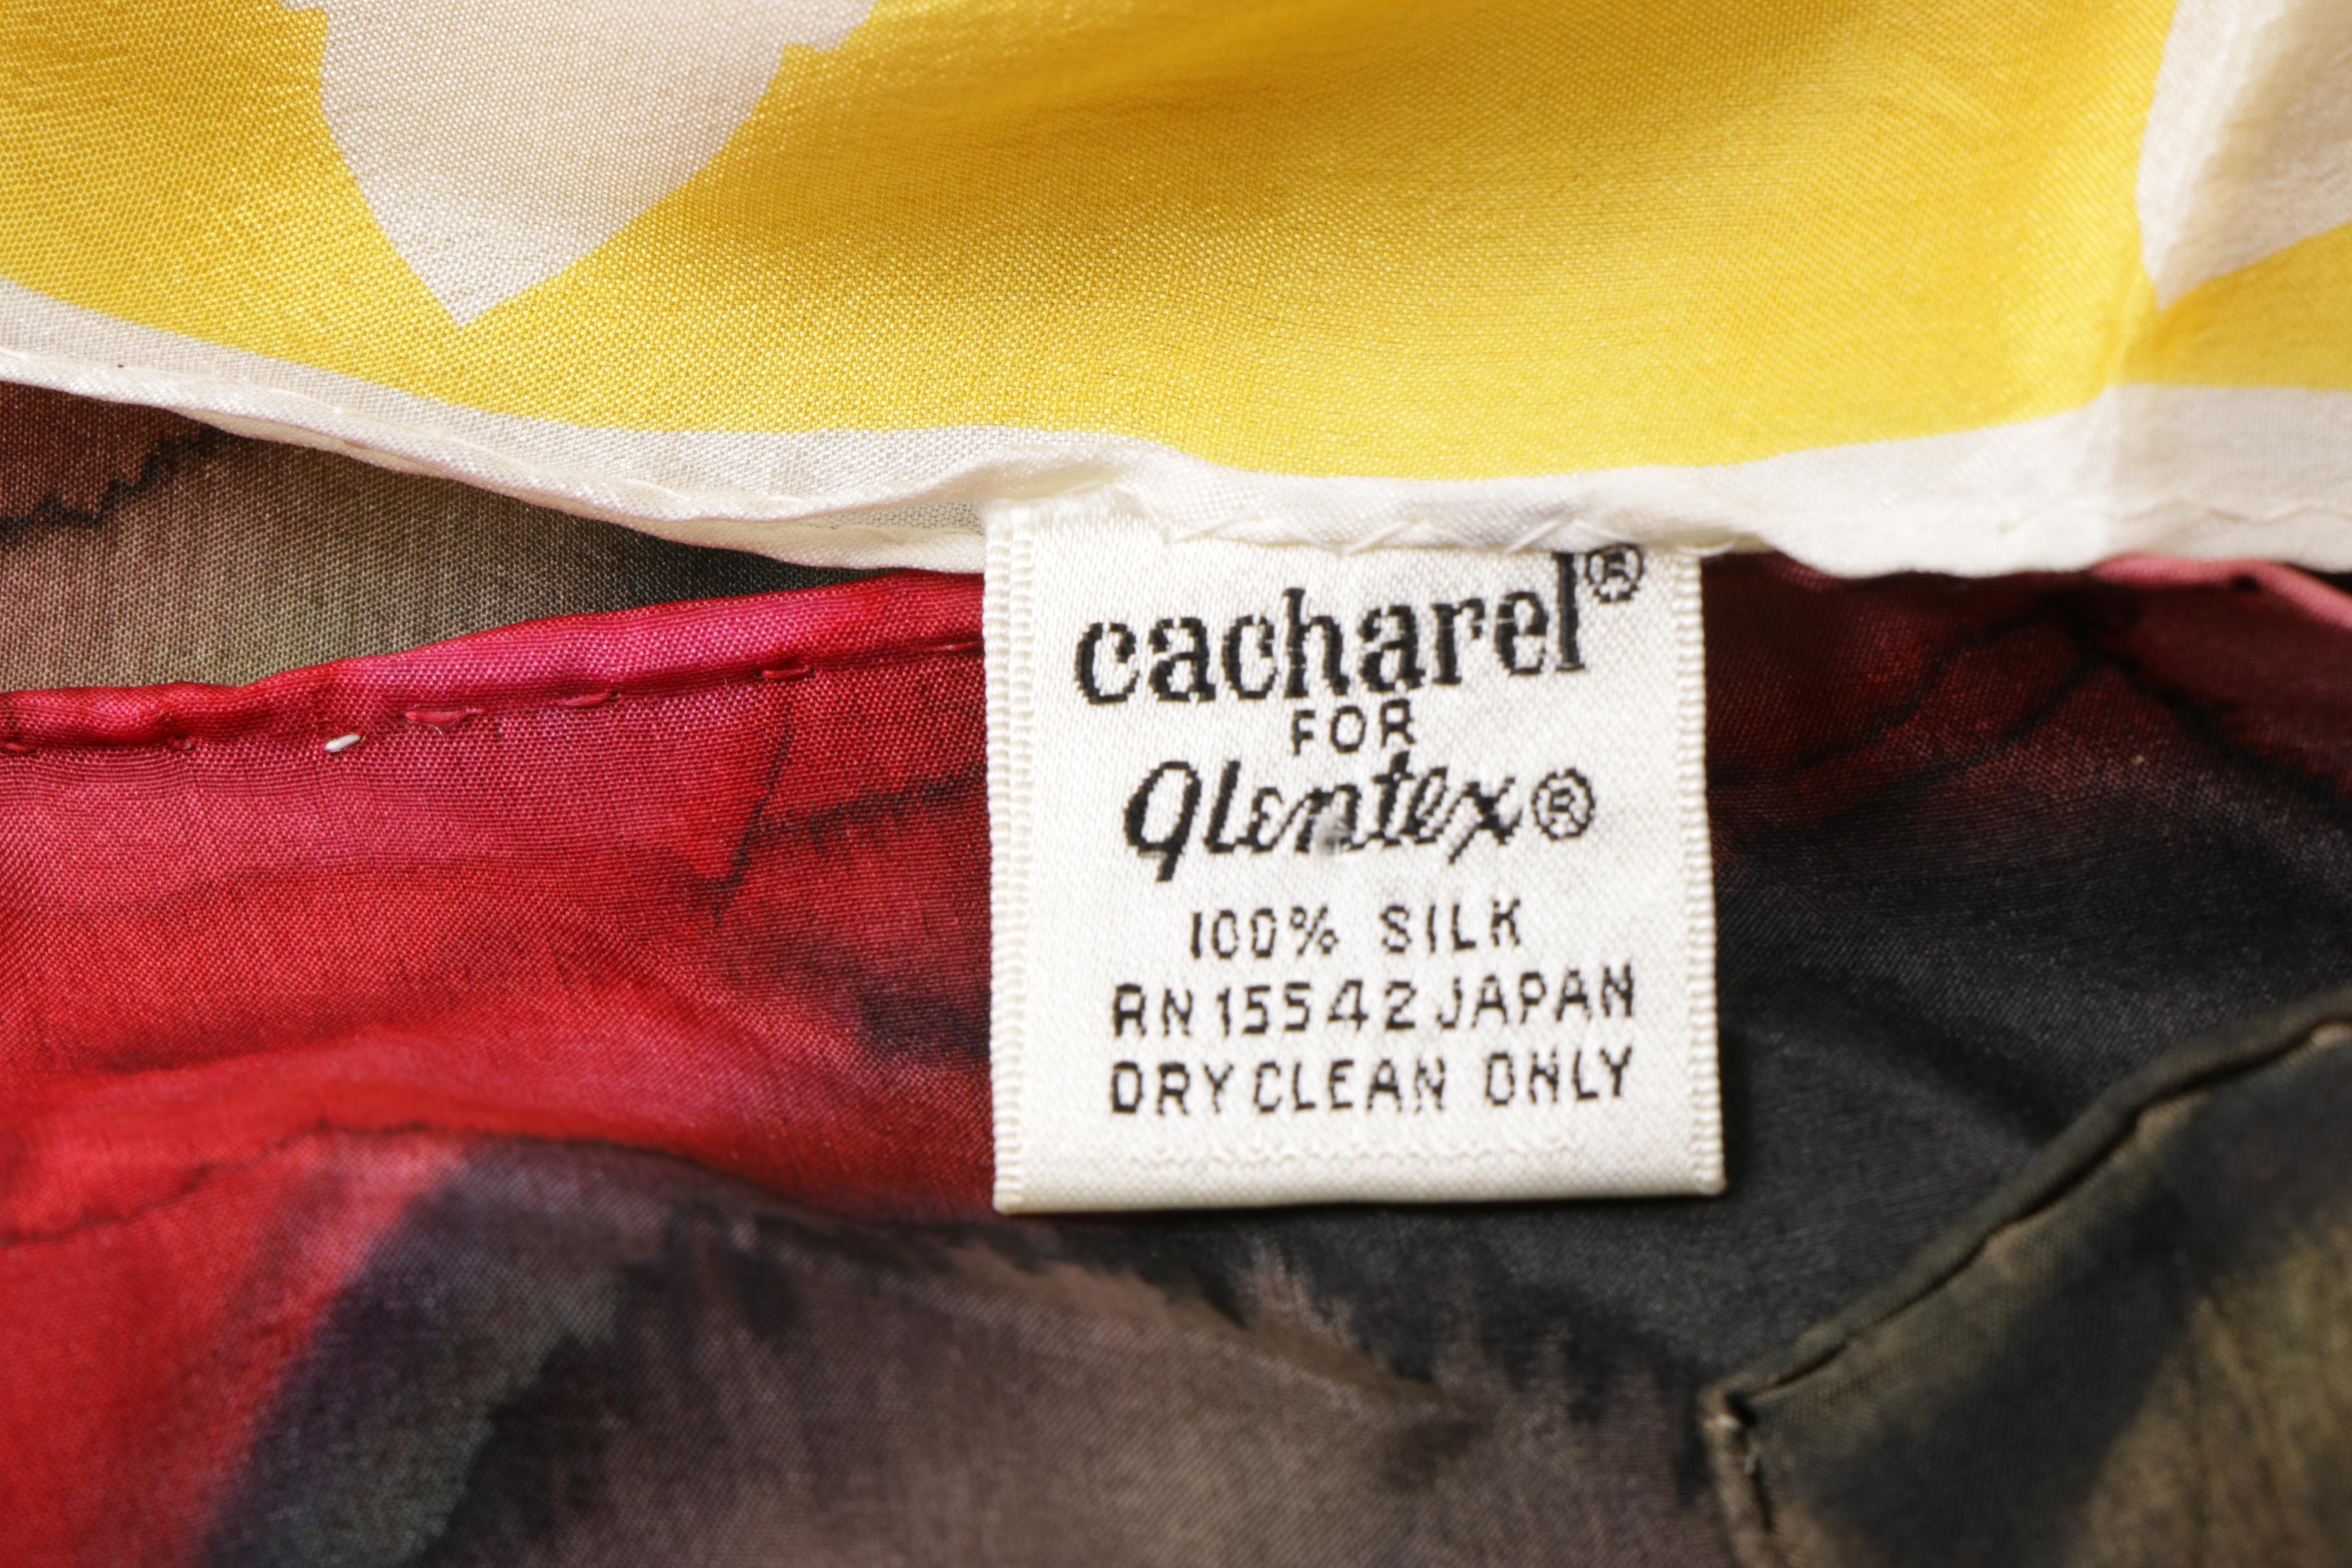 cacharel®
FOR
Glentex®
100% SILK
RN 15542 JAPAN
DRY CLEAN ONLY